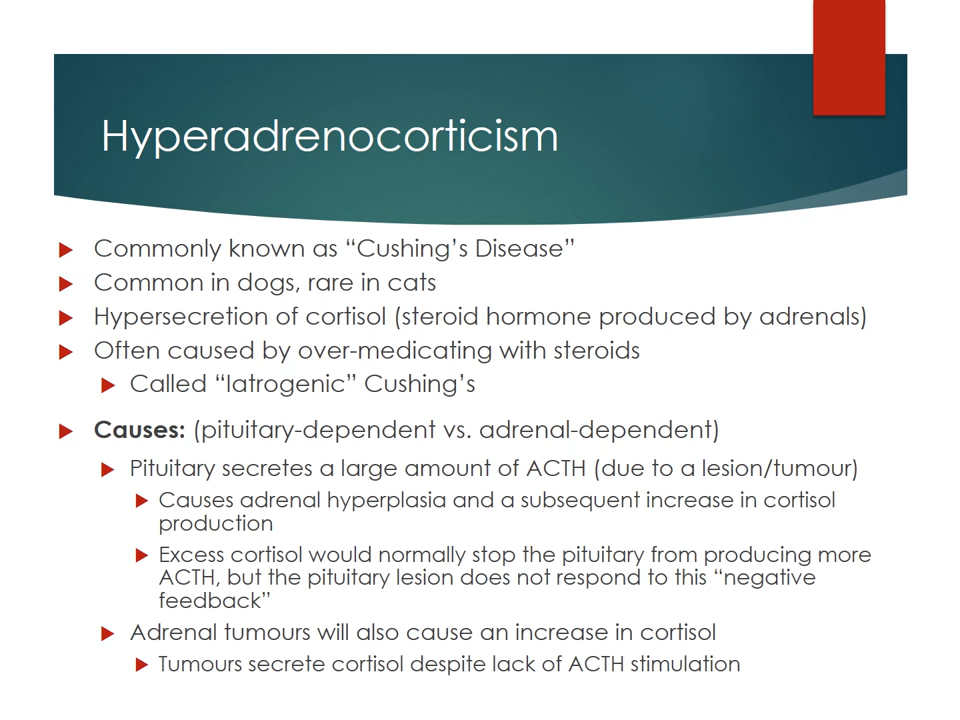 Hyperadrenocorticism
Commonly known as “Cushing’s Disease”
Common in dogs, rare in cats
Hypersecretion of cortisol (steroid hormone produced by adrenals)
Often caused by over-medicating with steroids
Called “Iatrogenic” Cushing’s
Causes: (pituitary-dependent vs. adrenal-dependent)
Pituitary secretes a large amount of ACTH (due to a lesion/tumour)
Causes adrenal hyperplasia and a subsequent increase in cortisol
production
Excess cortisol would normally stop the pituitary from producing more
ACTH, but the pituitary lesion does not respond to this “negative
feedback”
Adrenal tumours will also cause an increase in cortisol
Tumours secrete cortisol despite lack of ACTH stimulation